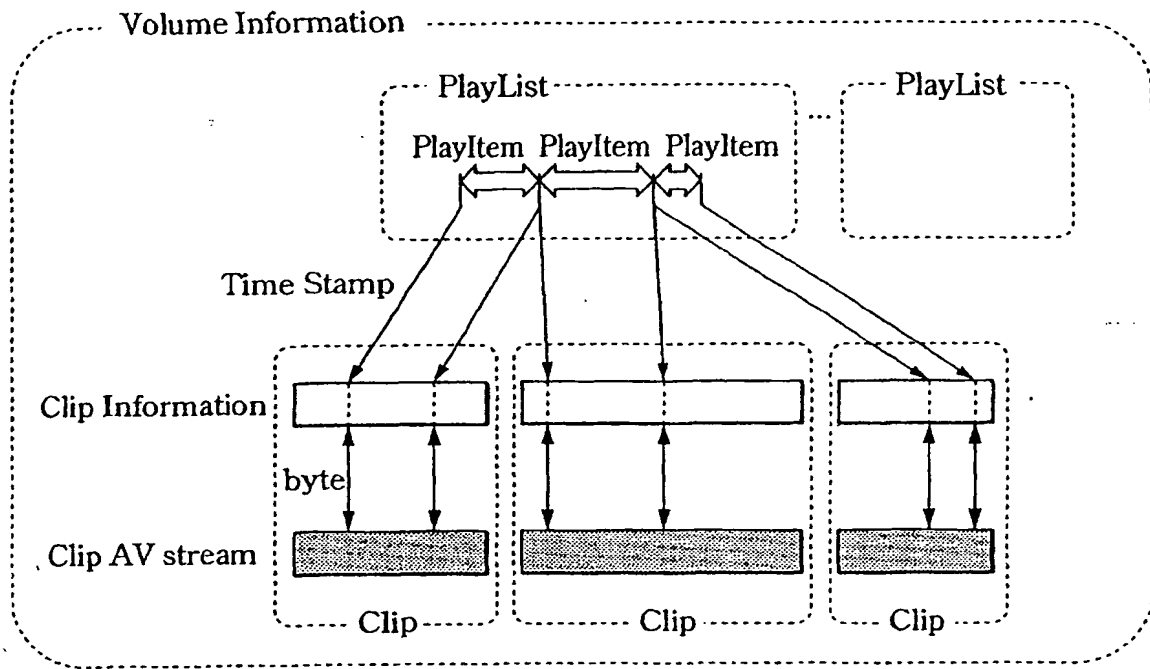 Volume Information
PlayList
PlayList
...
PlayItem PlayItem PlayItem
Time Stamp
Clip Information
byte
Clip AV stream
Clip
Clip
Clip